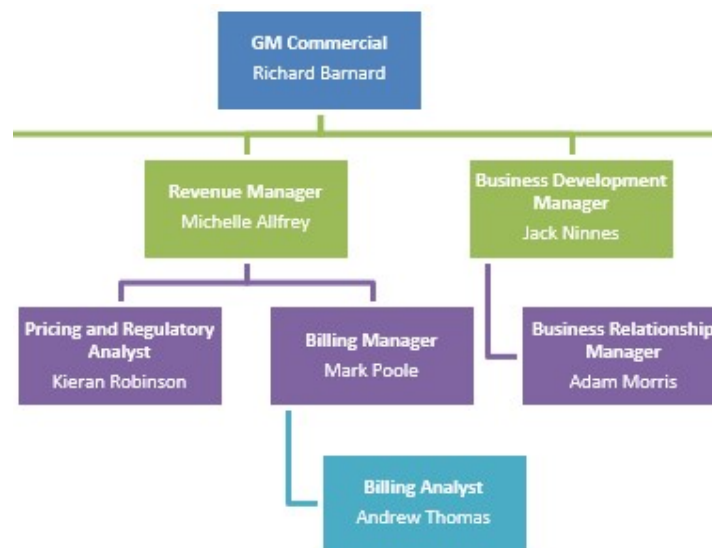 GM Commercial
Richard Barnard
Revenue Manager
Michelle Allfrey
Business Development
Manager
Jack Ninnes
Pricing and Regulatory
Analyst
Kieran Robinson
Billing Manager
Mark Poole
Business Relationship
Manager
Adam Morris
Billing Analyst
Andrew Thomas